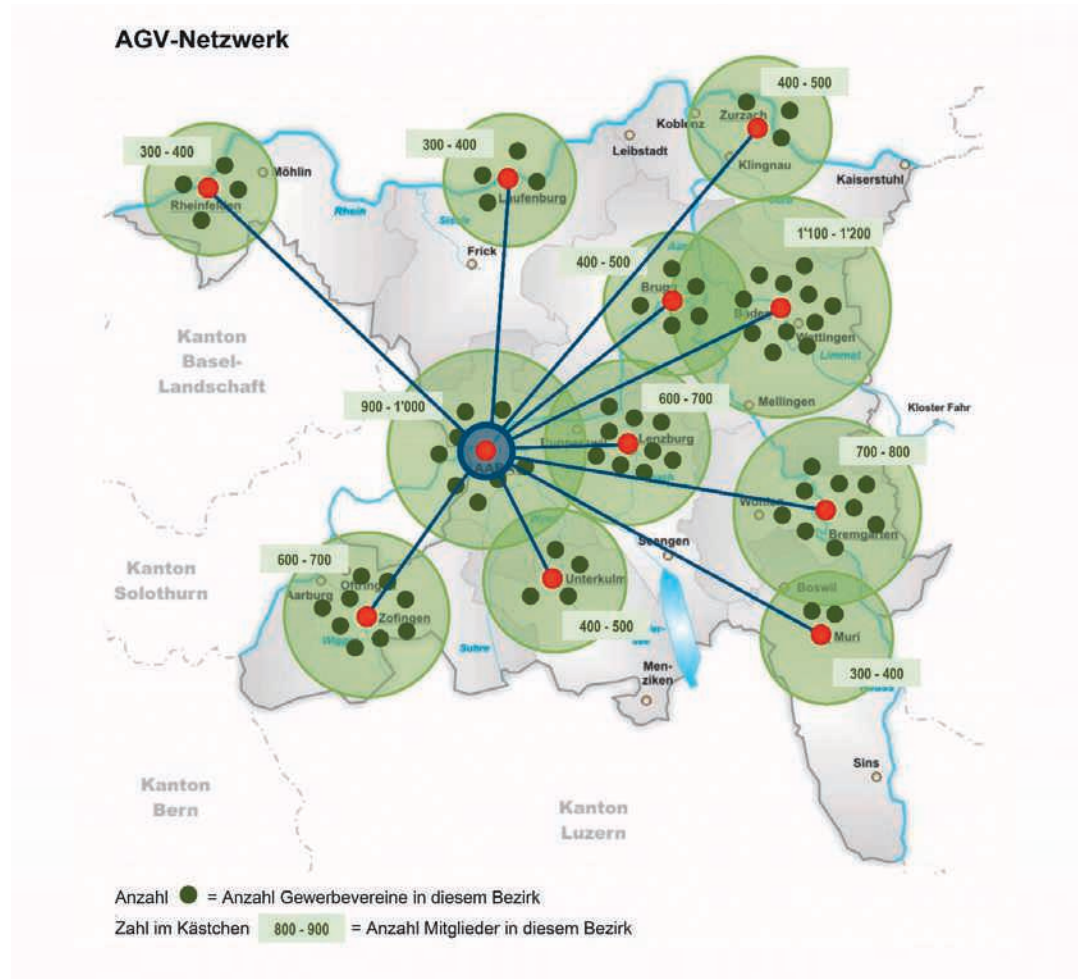 AGV-Netzwerk
400 - 500
Zurzach
Koblenz
Leibstadt
Klingnau
Kaiserstuhl
300 - 400
Möhlin
Rheinfelden
300 - 400
Laufenburg
Rhein
Frick
1'100 - 1'200
400 - 500
Brugg
Baden
Wettingen
Limmat
Kanton
Basel-
Landschaft
900 - 1'000
600 - 700
Lenzburg
Mellingen
Kloster Fahr
700 - 800
Wohlen
Bremgarten
Seengen
600 - 700
Oftringen
Aarburg
Zofingen
Kanton
Solothurn
Unterkulm
400 - 500
Suhre
Boswil
Muri
300 - 400
Men-
ziken
Sins
Kanton
Bern
Kanton
Luzern
Anzahl = Anzahl Gewerbevereine in diesem Bezirk
Zahl im Kästchen 800 - 900 = Anzahl Mitglieder in diesem Bezirk